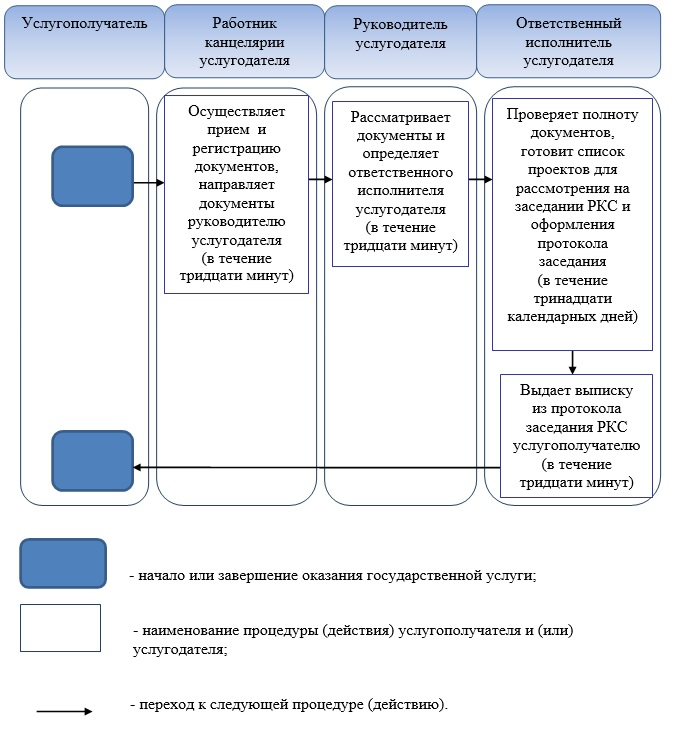 Услугополучатель
Работник
канцелярии
услугодателя
Руководитель
услугодателя
Ответственный
исполнитель
услугодателя
Осуществляет
прием и
регистрацию
документов,
направляет
документы
руководителю
услугодателя
(в течение
тридцати минут)
Рассматривает
документы и
определяет
ответственного
исполнителя
услугодателя
(в течение
тридцати минут)
Проверяет полноту
документов,
готовит список
проектов для
рассмотрения на
заседании РКС и
оформления
протокола
заседания
(в течение
тринадцати
календарных дней)
Выдает выписку
из протокола
заседания РКС
услугополучателю
(в течение
тридцати минут)
- начало или завершение оказания государственной услуги;
- наименование процедуры (действия) услугополучателя и (или)
услугодателя;
- переход к следующей процедуре (действию).